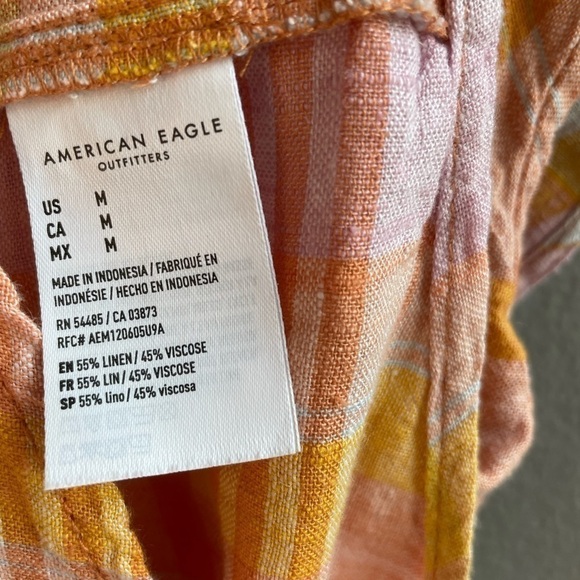 AMERICAN EAGLE
OUTFITTERS
US M
CA M
MX M
MADE IN INDONESIA / FABRIQUÉ EN
INDONÉSIE / HECHO EN INDONESIA
RN 54485 / CA 03873
RFC# AEM120605U9A
EN 55% LINEN / 45% VISCOSE
FR 55% LIN / 45% VISCOSE
SP 55% lino / 45% viscosa